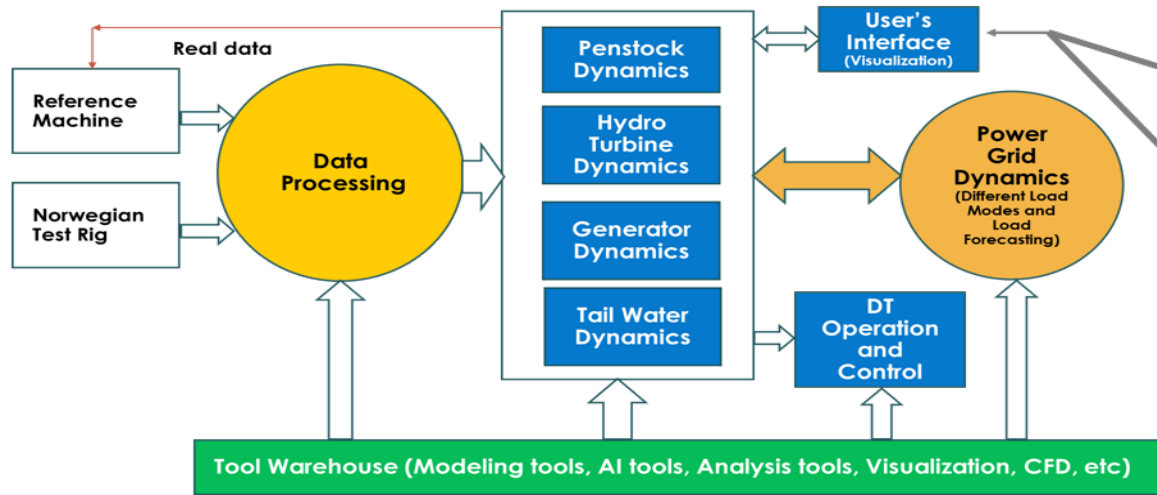 Real data
Reference
Machine
Norwegian
Test Rig
Data
Processing
Penstock
Dynamics
Hydro
Turbine
Dynamics
Generator
Dynamics
Tail Water
Dynamics
User's
Interface
(Visualization)
Power
Grid
Dynamics
(Different Load
Modes and
Load
Forecasting)
DT
Operation
and
Control
Tool Warehouse (Modeling tools, AI tools, Analysis tools, Visualization, CFD, etc)